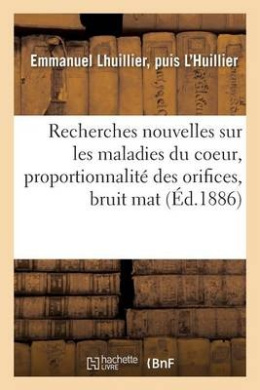 Emmanuel Lhuillier, puis L'Huillier
Recherches nouvelles sur les maladies du coeur, proportionnalité des orifices, bruit mat (Éd.1886)
hachette
LIVRE
{BnF